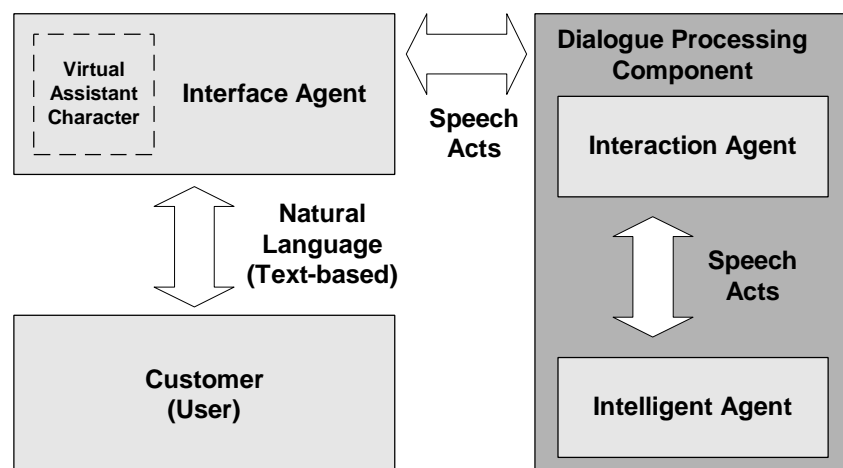 Virtual
Assistant
Character
Interface Agent
Speech
Acts
Dialogue Processing
Component
Interaction Agent
Natural
Language
(Text-based)
Speech
Acts
Customer
(User)
Intelligent Agent